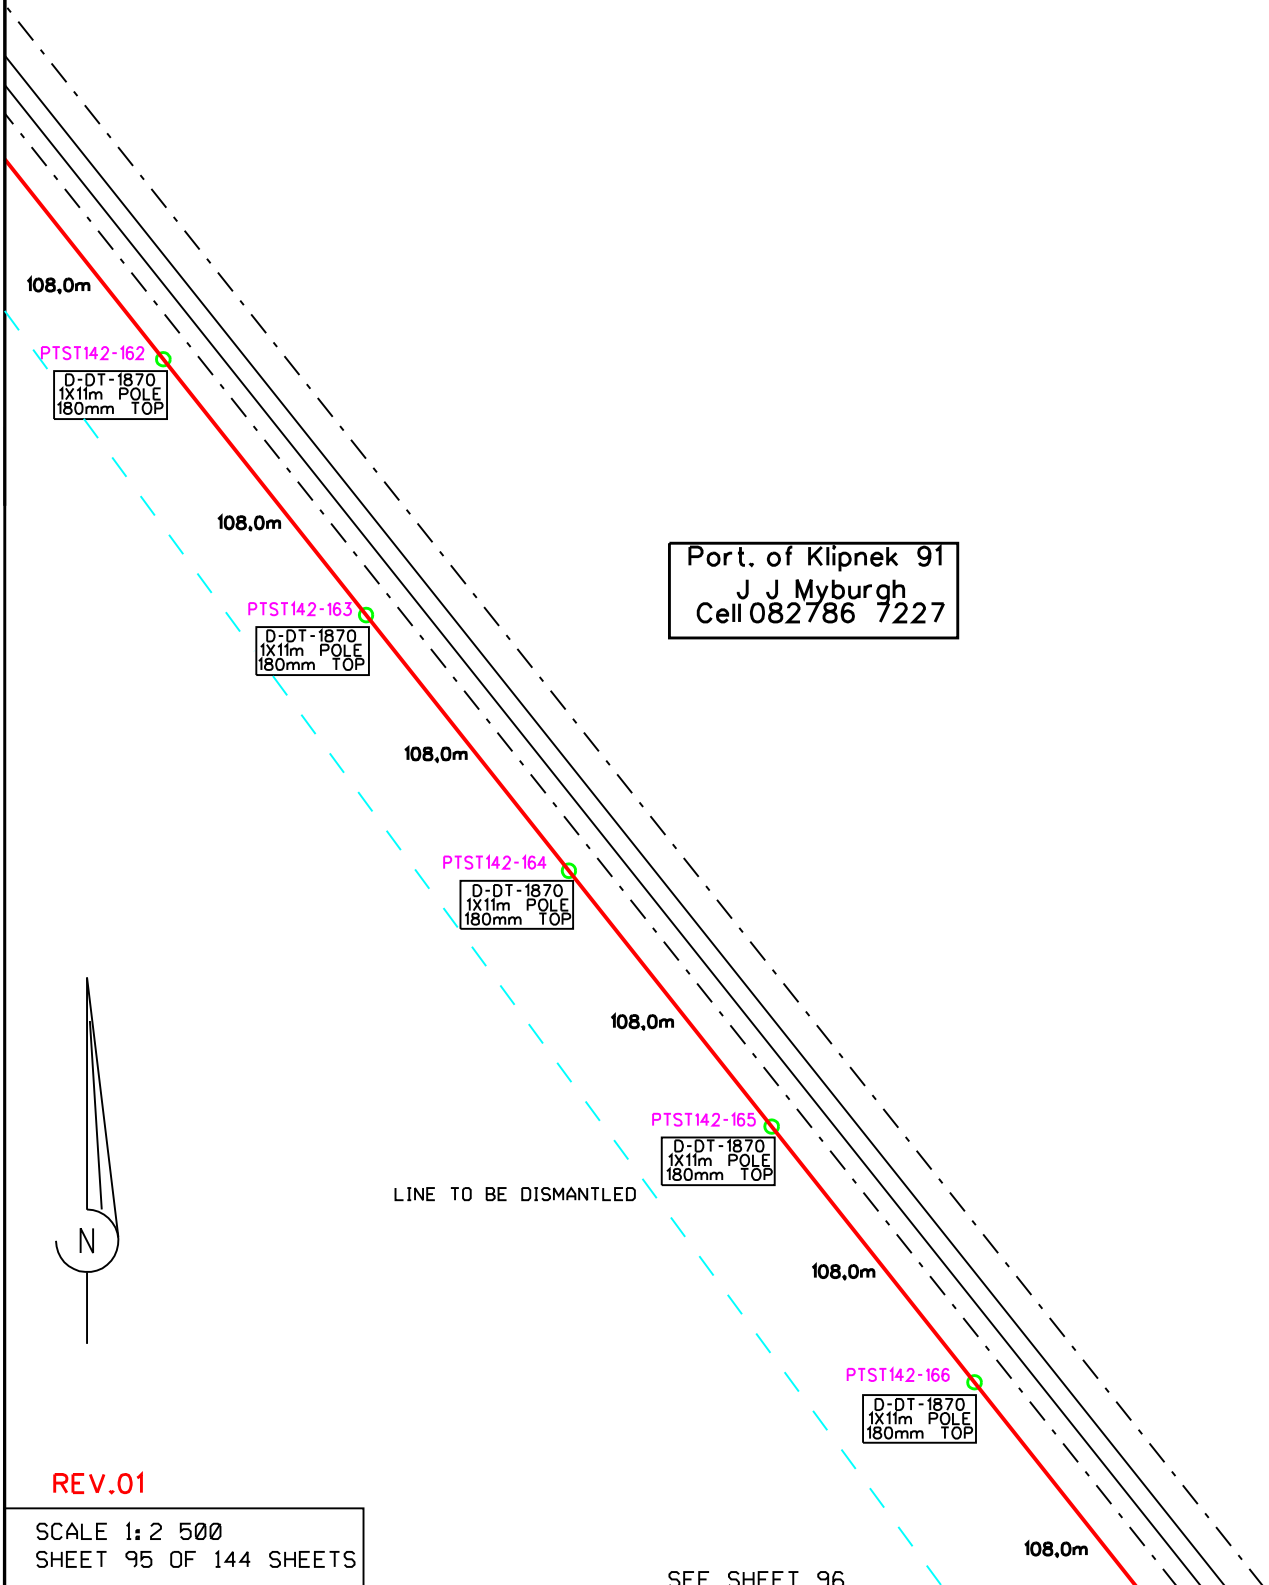 108,0m
PTST142-162
D-DT-1870
1X11m POLE
180mm TOP
108,0m
Port. of Klipnek 91
J J Myburgh
Cell 082786 7227
PTST142-163
D-DT-1870
1X11m POLE
180mm TOP
108,0m
PTST142-164
D-DT-1870
1X11m POLE
180mm TOP
108,0m
PTST142-165
D-DT-1870
1X11m POLE
180mm TOP
LINE TO BE DISMANTLED
N
108,0m
PTST142-166
D-DT-1870
1X11m POLE
180mm TOP
REV.01
SCALE 1:2 500
SHEET 95 OF 144 SHEETS
108,0m
SEE SHEET 96